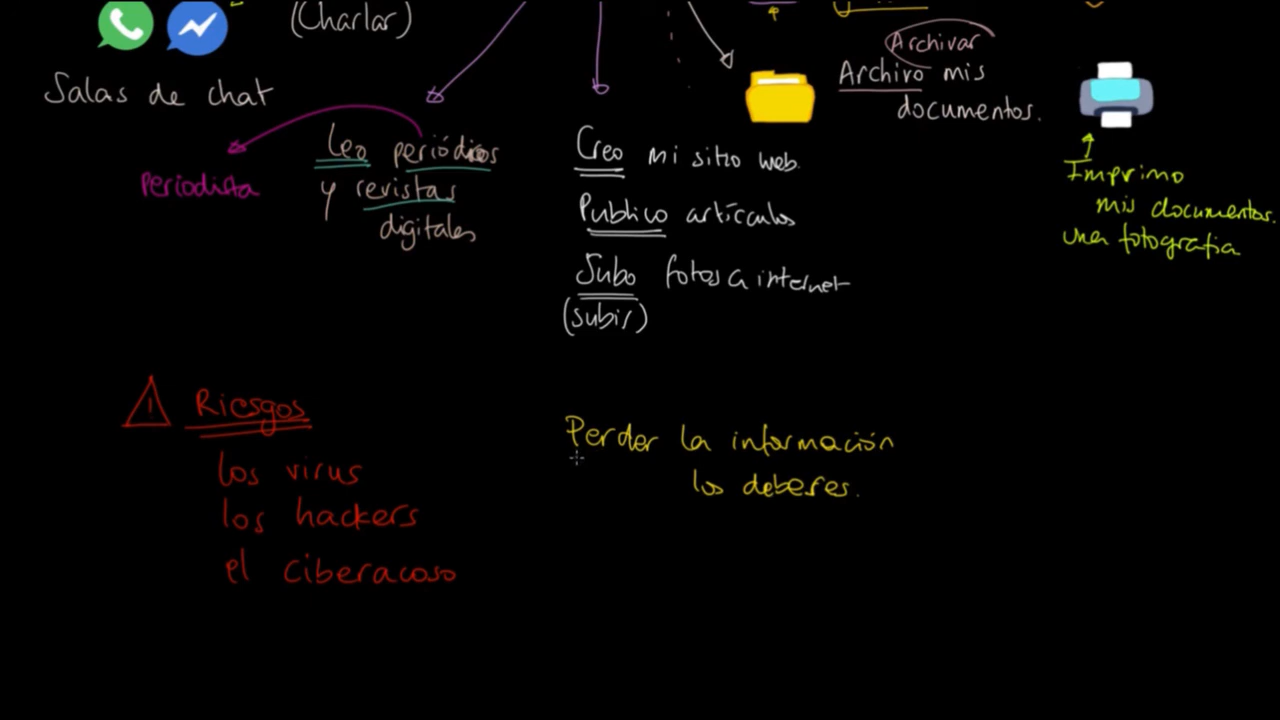 (Charlar)
Salas de chat
Periodista
Leo periódicos
y revistas
digitales
Creo mi sitio web.
Publico artículos
Subo fotos a internet
(subir)
Archivar
Archivo mis
documentos.
Imprimo
mis documentos.
una fotografia
Riesgos
los virus
los hackers
el ciberacoso
Perder la información
los deberes.